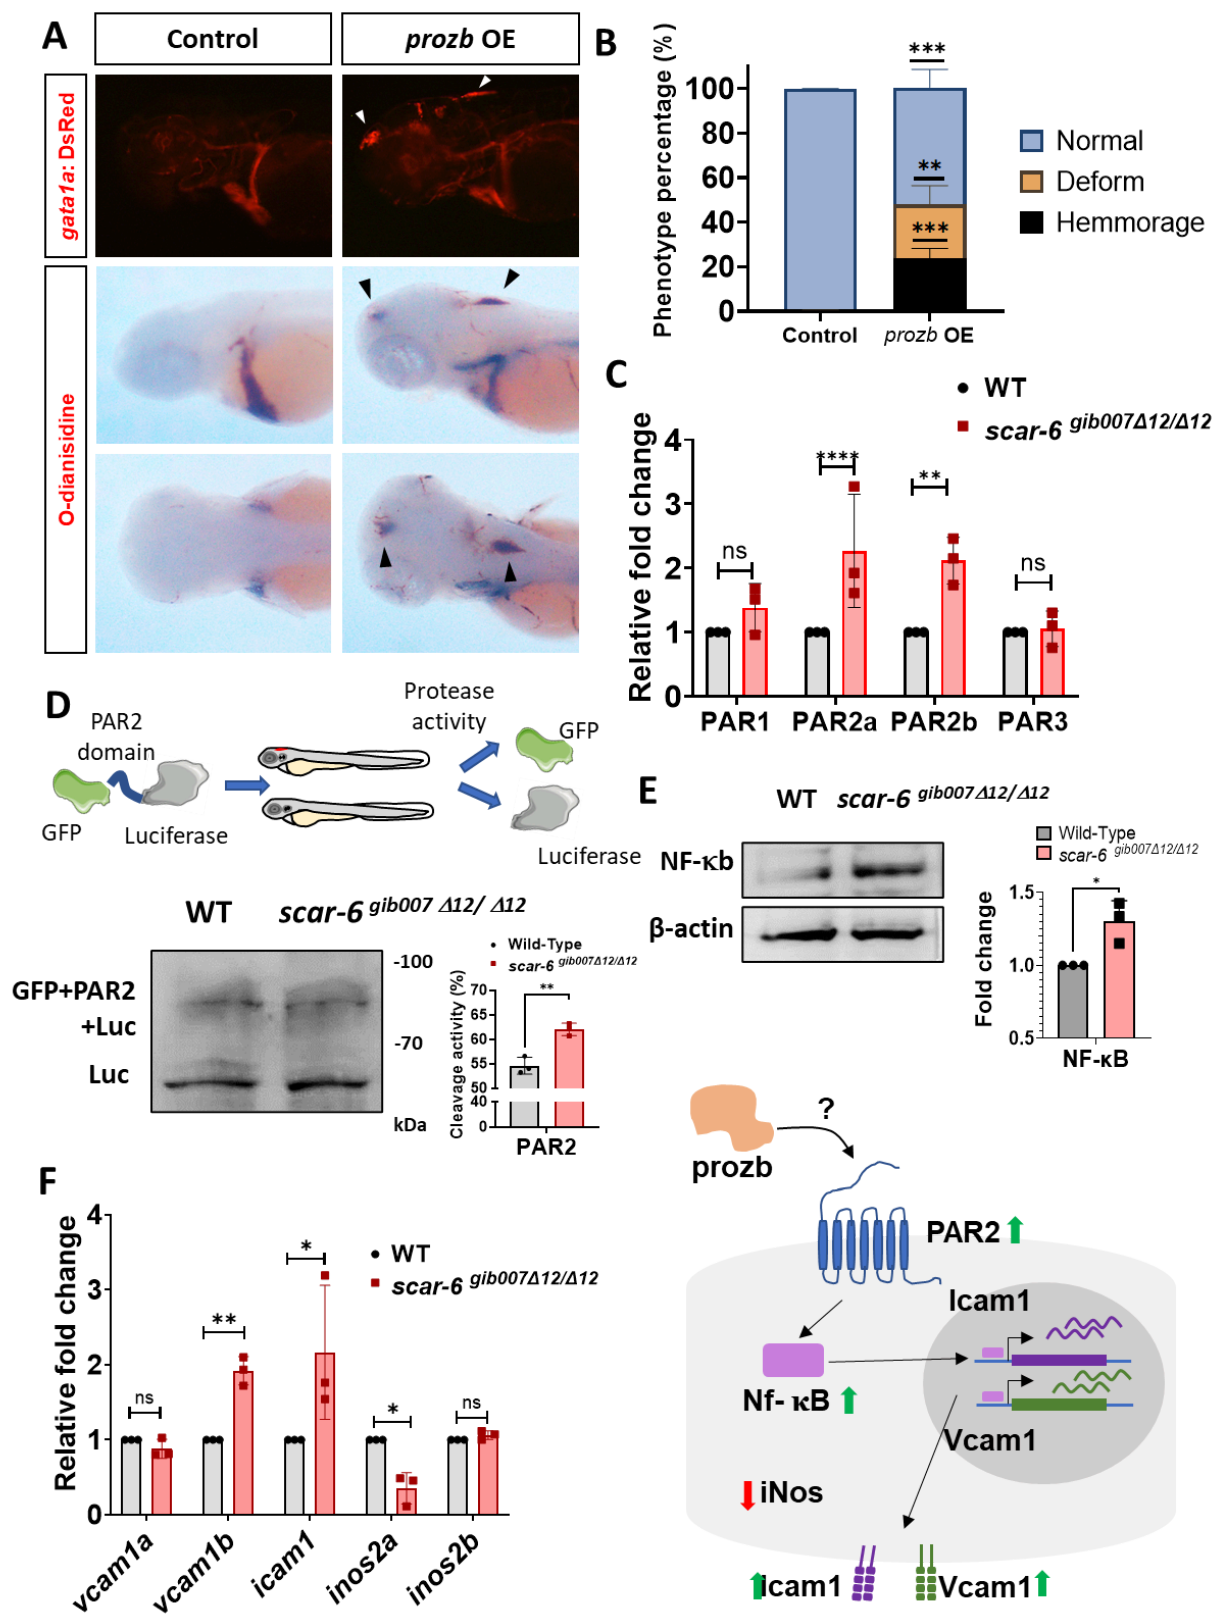 A
Control
prozb OE
gata1a: DsRed
O-dianisidine
B
Phenotype percentage (%)
100
80
60
40
20
0
***
**
***
Control
prozb OE
Normal
Deform
Hemmorage
C
WT
scar-6 gib007Δ12/Δ12
Relative fold change
4
3
2
1
0
ns
****
**
ns
PAR1
PAR2a
PAR2b
PAR3
D
PAR2
domain
GFP
Luciferase
Protease
activity
GFP
Luciferase
WT
scar-6 gib007 Δ12/ Δ12
GFP+PAR2
+Luc
Luc
-100
-70
kDa
Wild-Type
scar-6 gib007Δ12/Δ12
Cleavage activity (%)
70
65
60
55
50
40
0
**
PAR2
E
WT
scar-6 gib007 Δ12/ Δ12
NF-κb
β-actin
Wild-Type
scar-6 gib007Δ12/Δ12
Fold change
1.5
1.0
0.5
*
NF-κB
F
Relative fold change
4
3
2
1
0
WT
scar-6 gib007Δ12/Δ12
ns
**
*
*
ns
vcam1a
vcam1b
icam1
inos2a
inos2b
prozb
?
PAR2
Icam1
Nf- κB
Vcam1
iNos
icam1
Vcam1